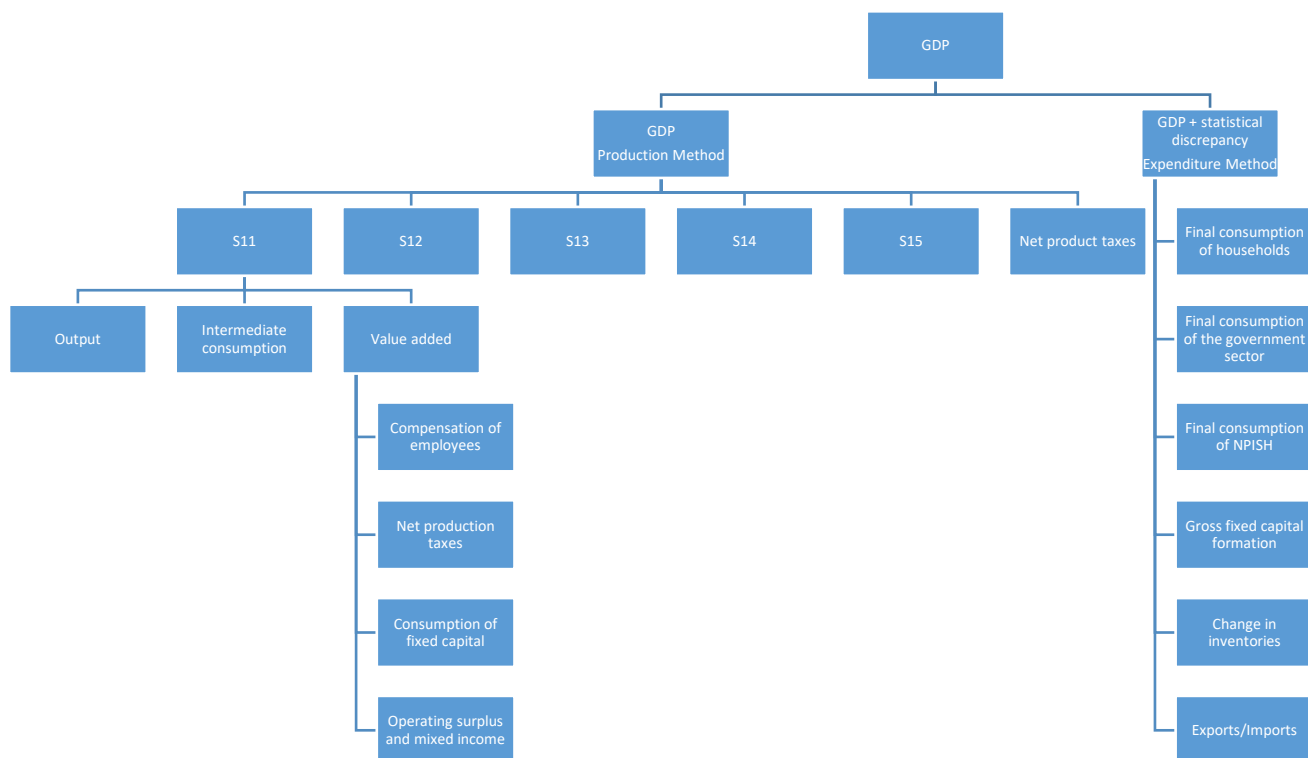 GDP
GDP
Production Method
GDP + statistical
discrepancy
Expenditure Method
S11
S12
S13
S14
S15
Net product taxes
Final consumption
of households
Output
Intermediate
consumption
Value added
Final consumption
of the government
sector
Compensation of
employees
Final consumption
of NPISH
Net production
taxes
Gross fixed capital
formation
Consumption of
fixed capital
Change in
inventories
Operating surplus
and mixed income
Exports/Imports